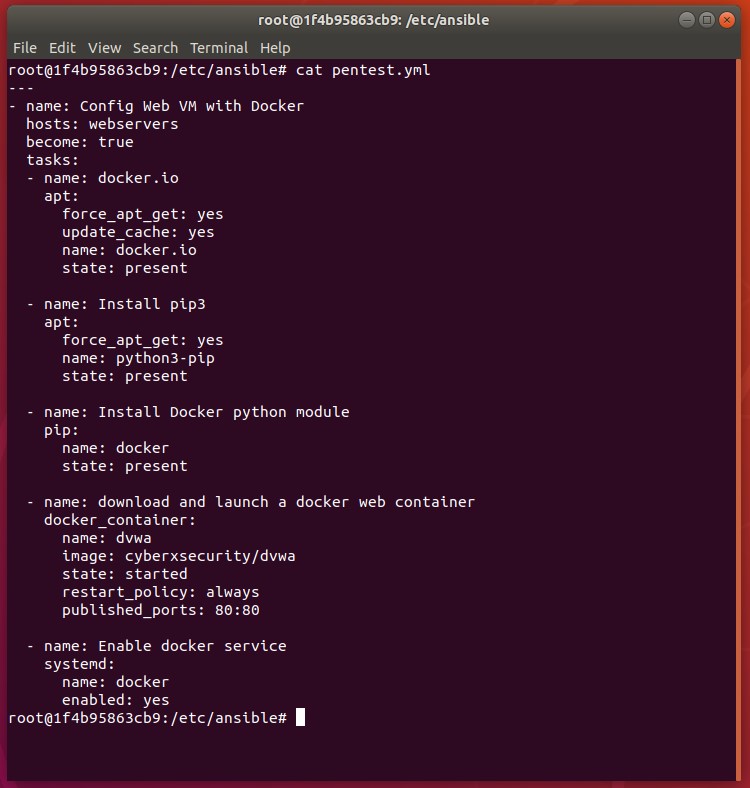 root@1f4b95863cb9: /etc/ansible
File Edit View Search Terminal Help
root@1f4b95863cb9:/etc/ansible# cat pentest.yml
---
- name: Config Web VM with Docker
  hosts: webservers
  become: true
  tasks:
  - name: docker.io
    apt:
      force_apt_get: yes
      update_cache: yes
      name: docker.io
      state: present

  - name: Install pip3
    apt:
      force_apt_get: yes
      name: python3-pip
      state: present

  - name: Install Docker python module
    pip:
      name: docker
      state: present

  - name: download and launch a docker web container
    docker_container:
      name: dvwa
      image: cyberxsecurity/dvwa
      state: started
      restart_policy: always
      published_ports: 80:80

  - name: Enable docker service
    systemd:
      name: docker
      enabled: yes
root@1f4b95863cb9:/etc/ansible#